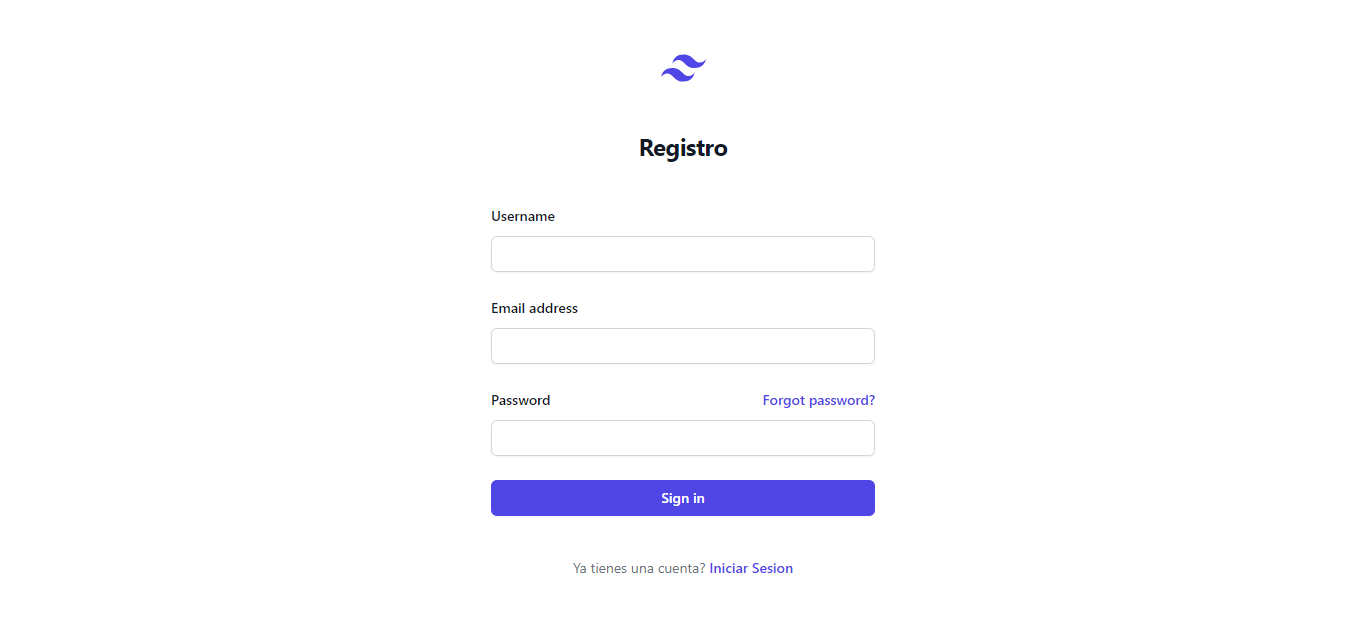 Registro
Username
Email address
Password Forgot password?
Sign in
Ya tienes una cuenta? Iniciar Sesion